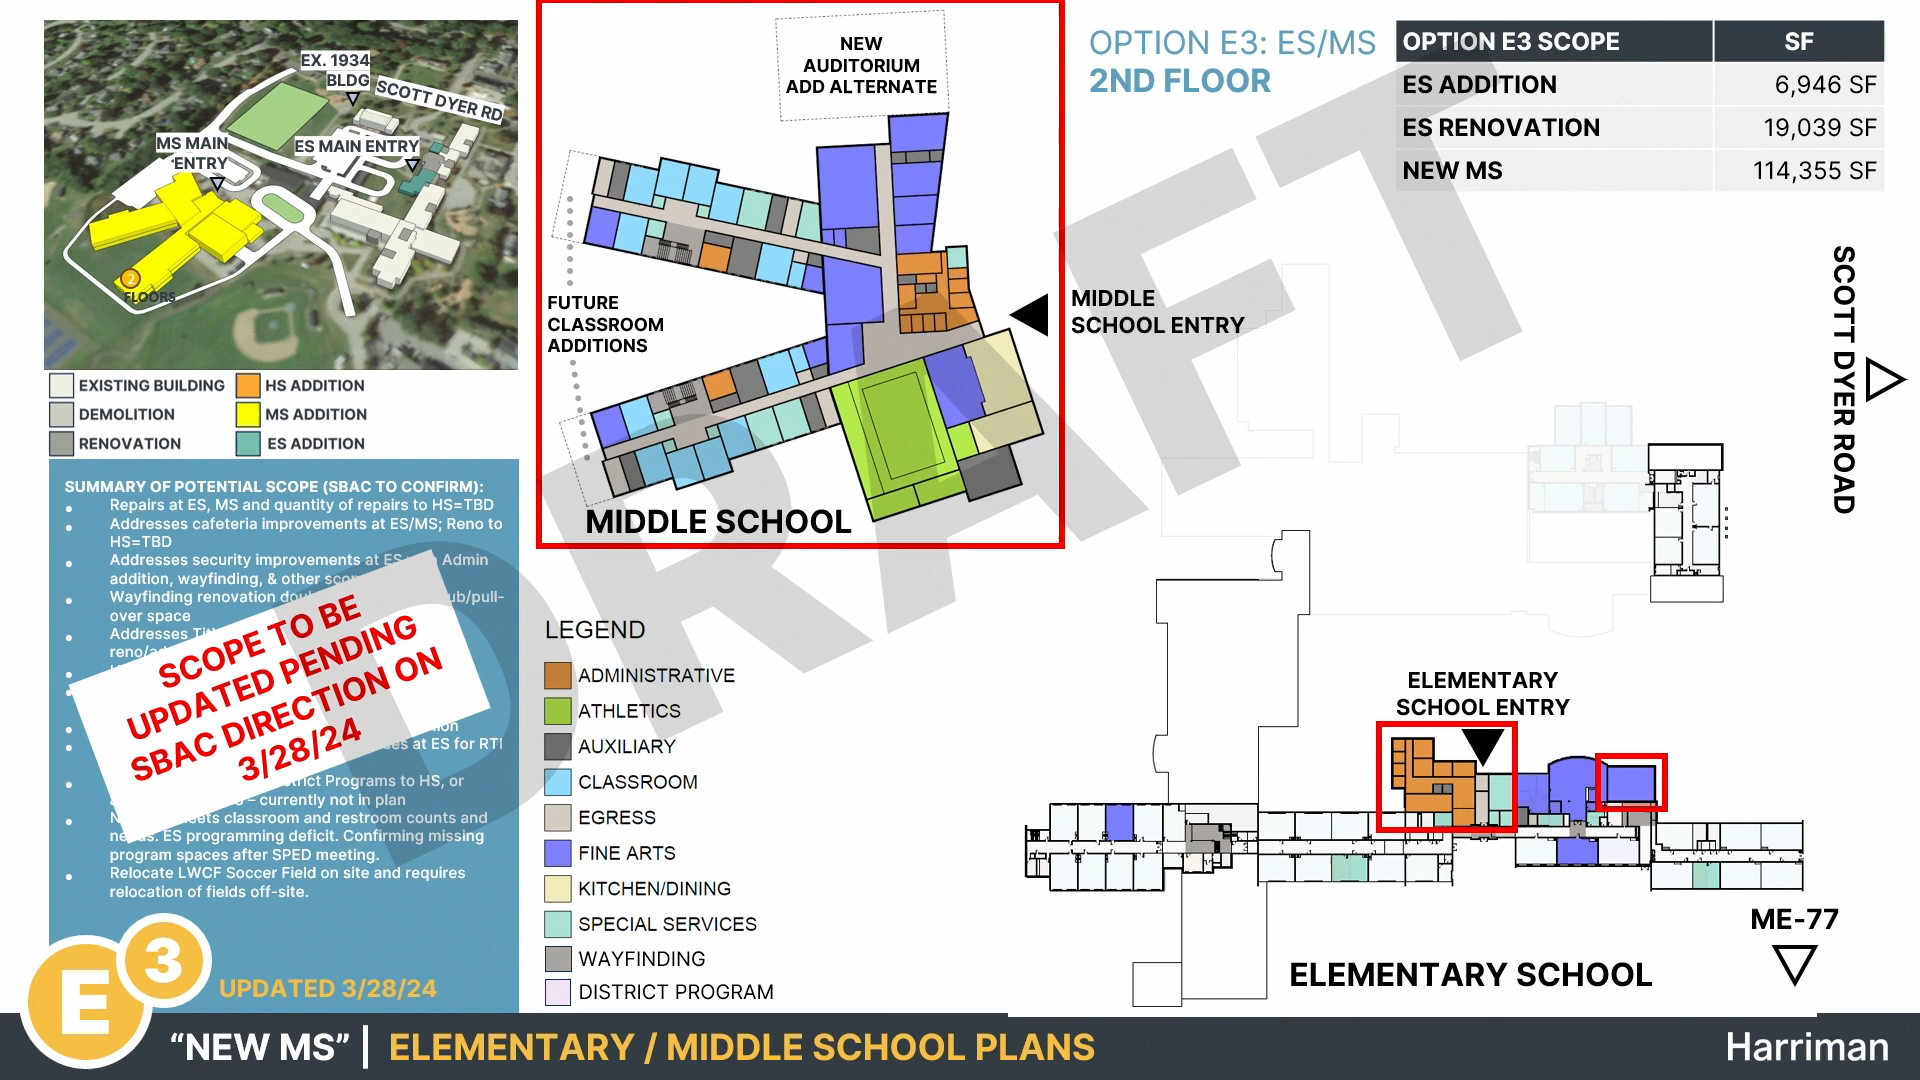 EX. 1934
BLDG
SCOTT DYER RD
MS MAIN
ENTRY
ES MAIN ENTRY
2
FLOORS
EXISTING BUILDING
HS ADDITION
DEMOLITION
MS ADDITION
RENOVATION
ES ADDITION
SUMMARY OF POTENTIAL SCOPE (SBAC TO CONFIRM):
Repairs at ES, MS and quantity of repairs to HS=TBD
Addresses cafeteria improvements at ES/MS; Reno to
HS=TBD
Addresses security improvements at ES Admin
addition, wayfinding, & other
Wayfinding renovation pull-
over space
Addresses
at ES for RTI
Programs to HS, or
– currently not in plan
classroom and restroom counts and
ES programming deficit. Confirming missing
program spaces after SPED meeting.
Relocate LWCF Soccer Field on site and requires
relocation of fields off-site.
SCOPE TO BE
UPDATED PENDING
SBAC DIRECTION ON
3/28/24
E
3
UPDATED 3/28/24
NEW
AUDITORIUM
ADD ALTERNATE
FUTURE
CLASSROOM
ADDITIONS
MIDDLE SCHOOL
MIDDLE
SCHOOL ENTRY
OPTION E3: ES/MS
2ND FLOOR
OPTION E3 SCOPE SF
ES ADDITION 6,946 SF
ES RENOVATION 19,039 SF
NEW MS 114,355 SF
SCOTT DYER ROAD
DRAFT
LEGEND
ADMINISTRATIVE
ATHLETICS
AUXILIARY
CLASSROOM
EGRESS
FINE ARTS
KITCHEN/DINING
SPECIAL SERVICES
WAYFINDING
DISTRICT PROGRAM
ELEMENTARY
SCHOOL ENTRY
ME-77
ELEMENTARY SCHOOL
“NEW MS” | ELEMENTARY / MIDDLE SCHOOL PLANS
Harriman